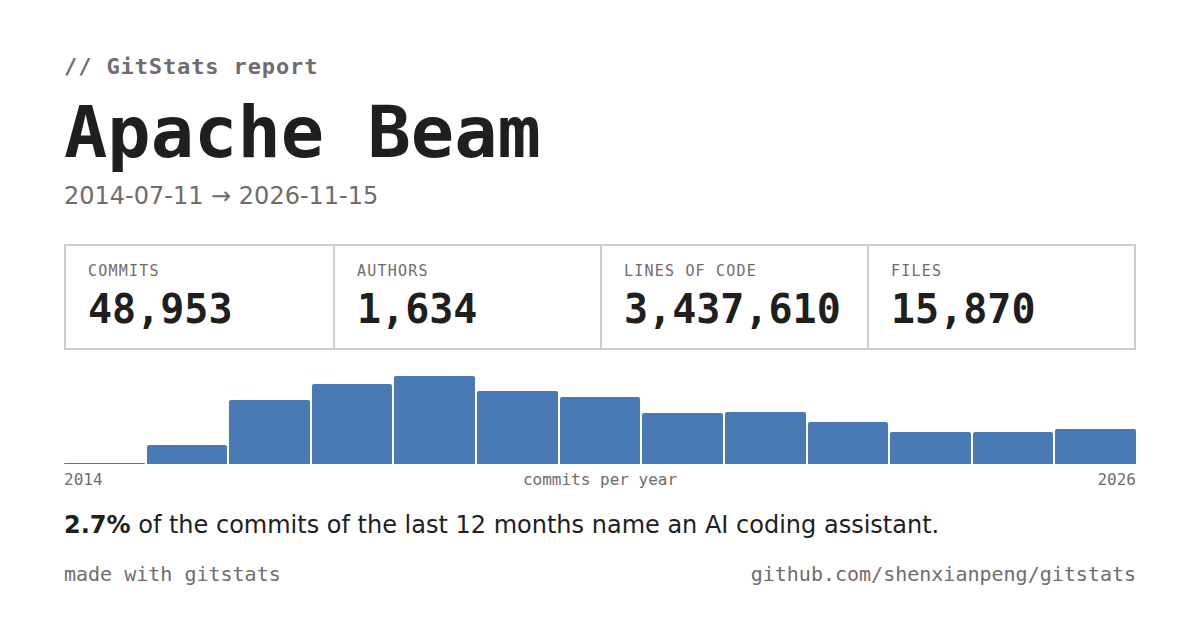 // GitStats report
Apache Beam
2014-07-11 → 2026-11-15
COMMITS AUTHORS LINES OF CODE FILES
48,953 1,634 3,437,610 15,870
2014 commits per year 2026
2.7% of the commits of the last 12 months name an AI coding assistant.
made with gitstats github.com/shenxianpeng/gitstats